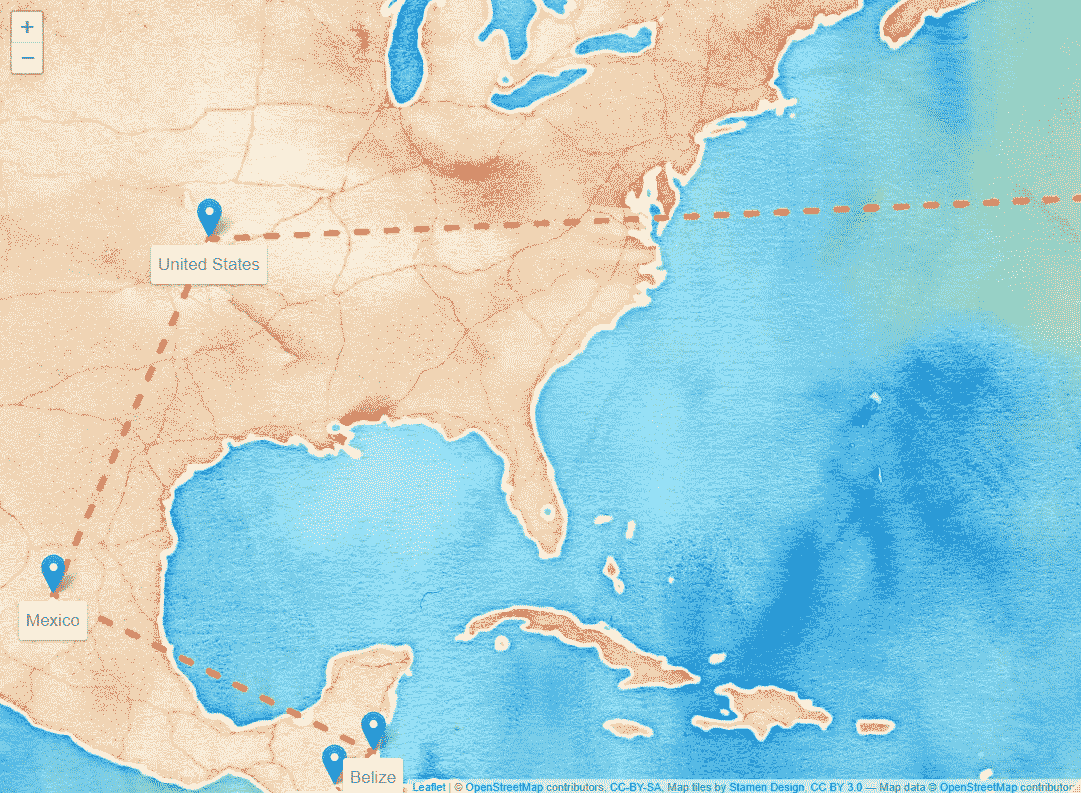 +
−
United States
Mexico
Belize
Leaflet | © OpenStreetMap contributors, CC-BY-SA, Map tiles by Stamen Design, CC BY 3.0 — Map data © OpenStreetMap contributor